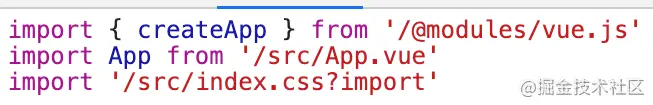 import { createApp } from '/@modules/vue.js'
import App from '/src/App.vue'
import '/src/index.css?import'
@掘金技术社区